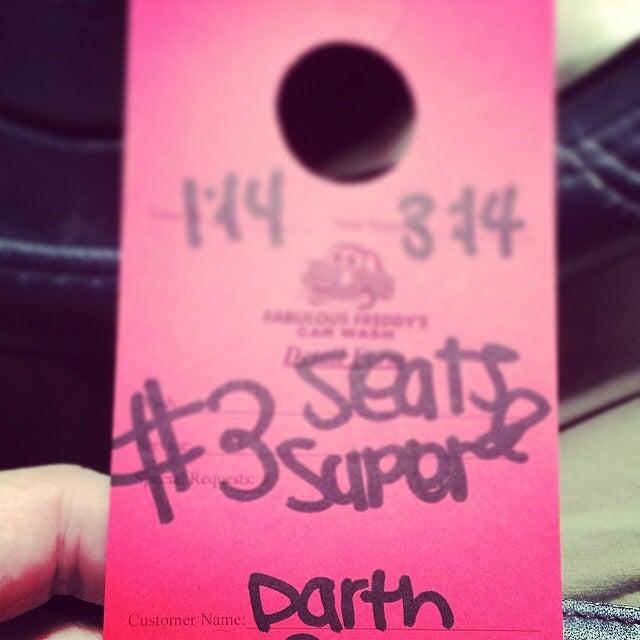 1:14 3:14
FABULOUS FREDDY'S
CAR WASH
seats
#3 super
Special Requests:
Customer Name: Darth